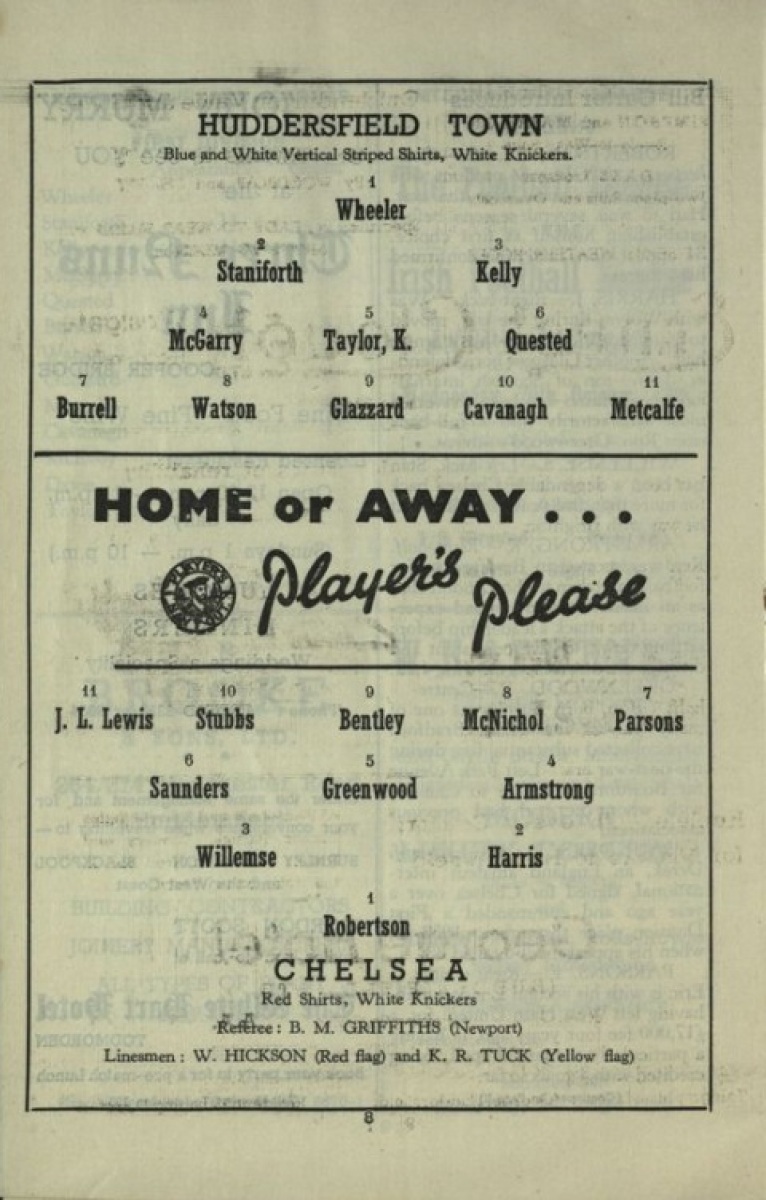 HUDDERSFIELD TOWN
Blue and White Vertical Striped Shirts, White Knickers.
1
Wheeler
2 3
Staniforth Kelly
4 5 6
McGarry Taylor, K. Quested
7 8 9 10 11
Burrell Watson Glazzard Cavanagh Metcalfe
HOME or AWAY . . .
Player's Please
11 10 9 8 7
J. L. Lewis Stubbs Bentley McNichol Parsons
6 5 4
Saunders Greenwood Armstrong
3 2
Willemse Harris
1
Robertson
CHELSEA
Red Shirts, White Knickers
Referee : B. M. GRIFFITHS (Newport)
Linesmen : W. HICKSON (Red flag) and K. R. TUCK (Yellow flag)
8